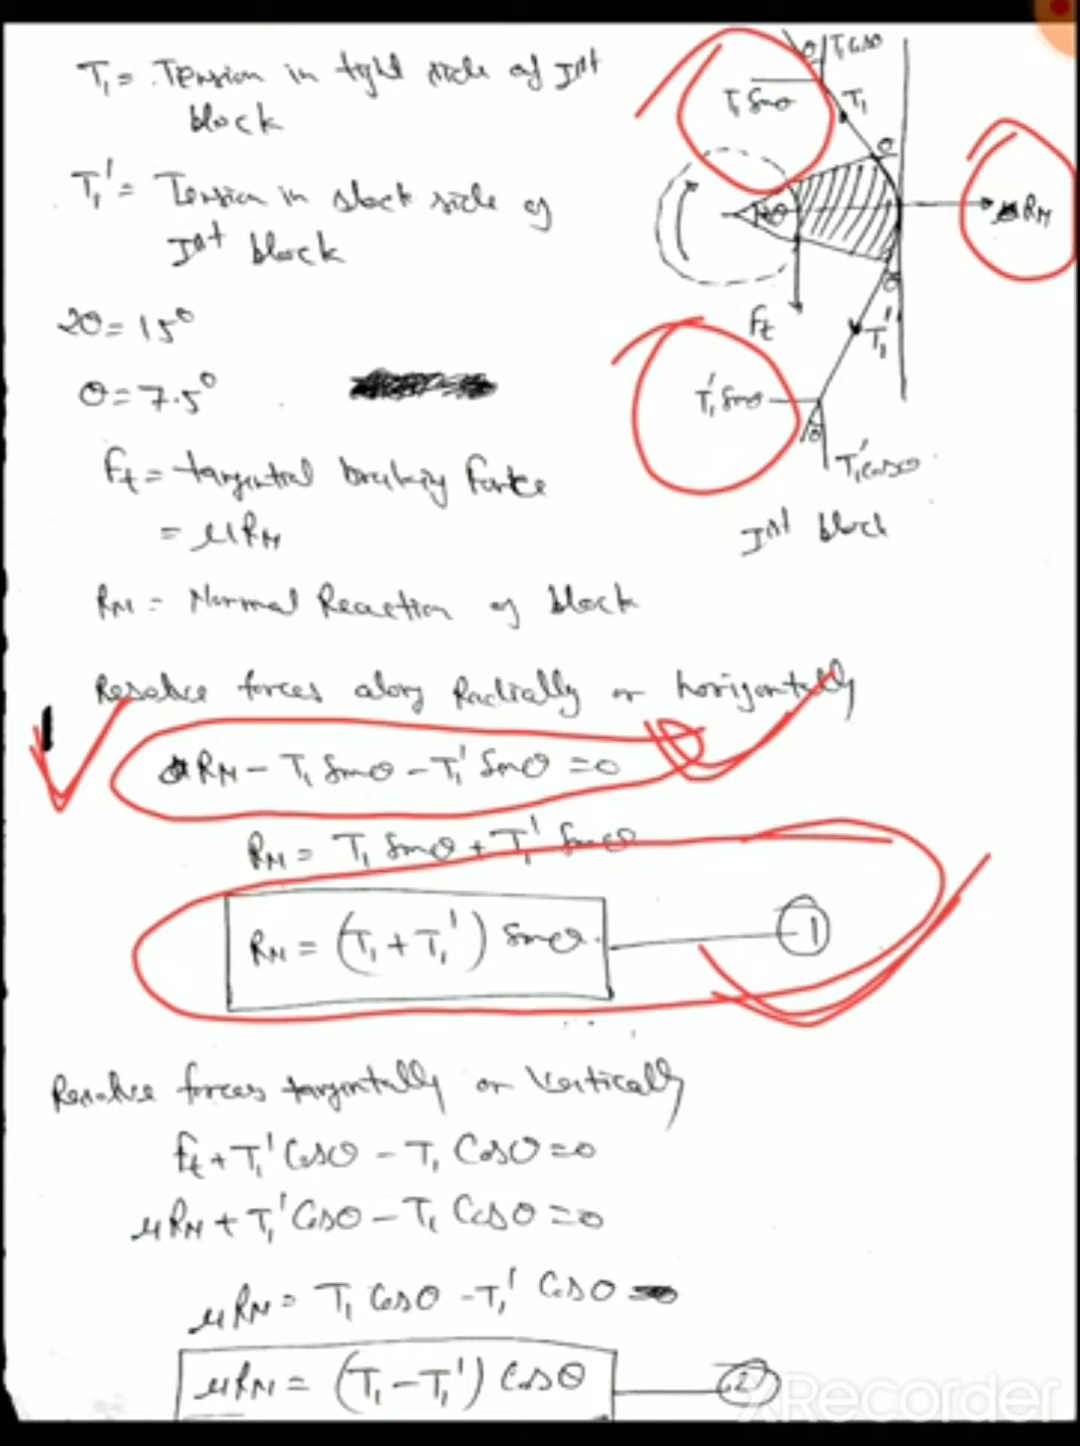 T₁ = Tension in tight side of Ist
block
T₁' = Tension in slack side of
Ist block
2θ = 15°
θ = 7.5°
Ft = tangential braking force
= μRN
RN = Normal Reaction of block
θ
T₁ cosθ
T₁ sinθ
T₁
θ
2θ
RN
θ
Ft
T₁'
T₁' sinθ
θ
T₁' cosθ
Ist block
Resolve forces along Radially or horizontally
RN - T₁ sinθ - T₁' sinθ = 0
RN = T₁ sinθ + T₁' sinθ
RN = (T₁ + T₁') sinθ. 1
Resolve forces tangentally or Vertically
Ft + T₁' Cosθ - T₁ Cosθ = 0
μRN + T₁' Cosθ - T₁ Cosθ = 0
μRN = T₁ Cosθ - T₁' Cosθ
μRN = (T₁ - T₁') Cosθ 2
XRecorder